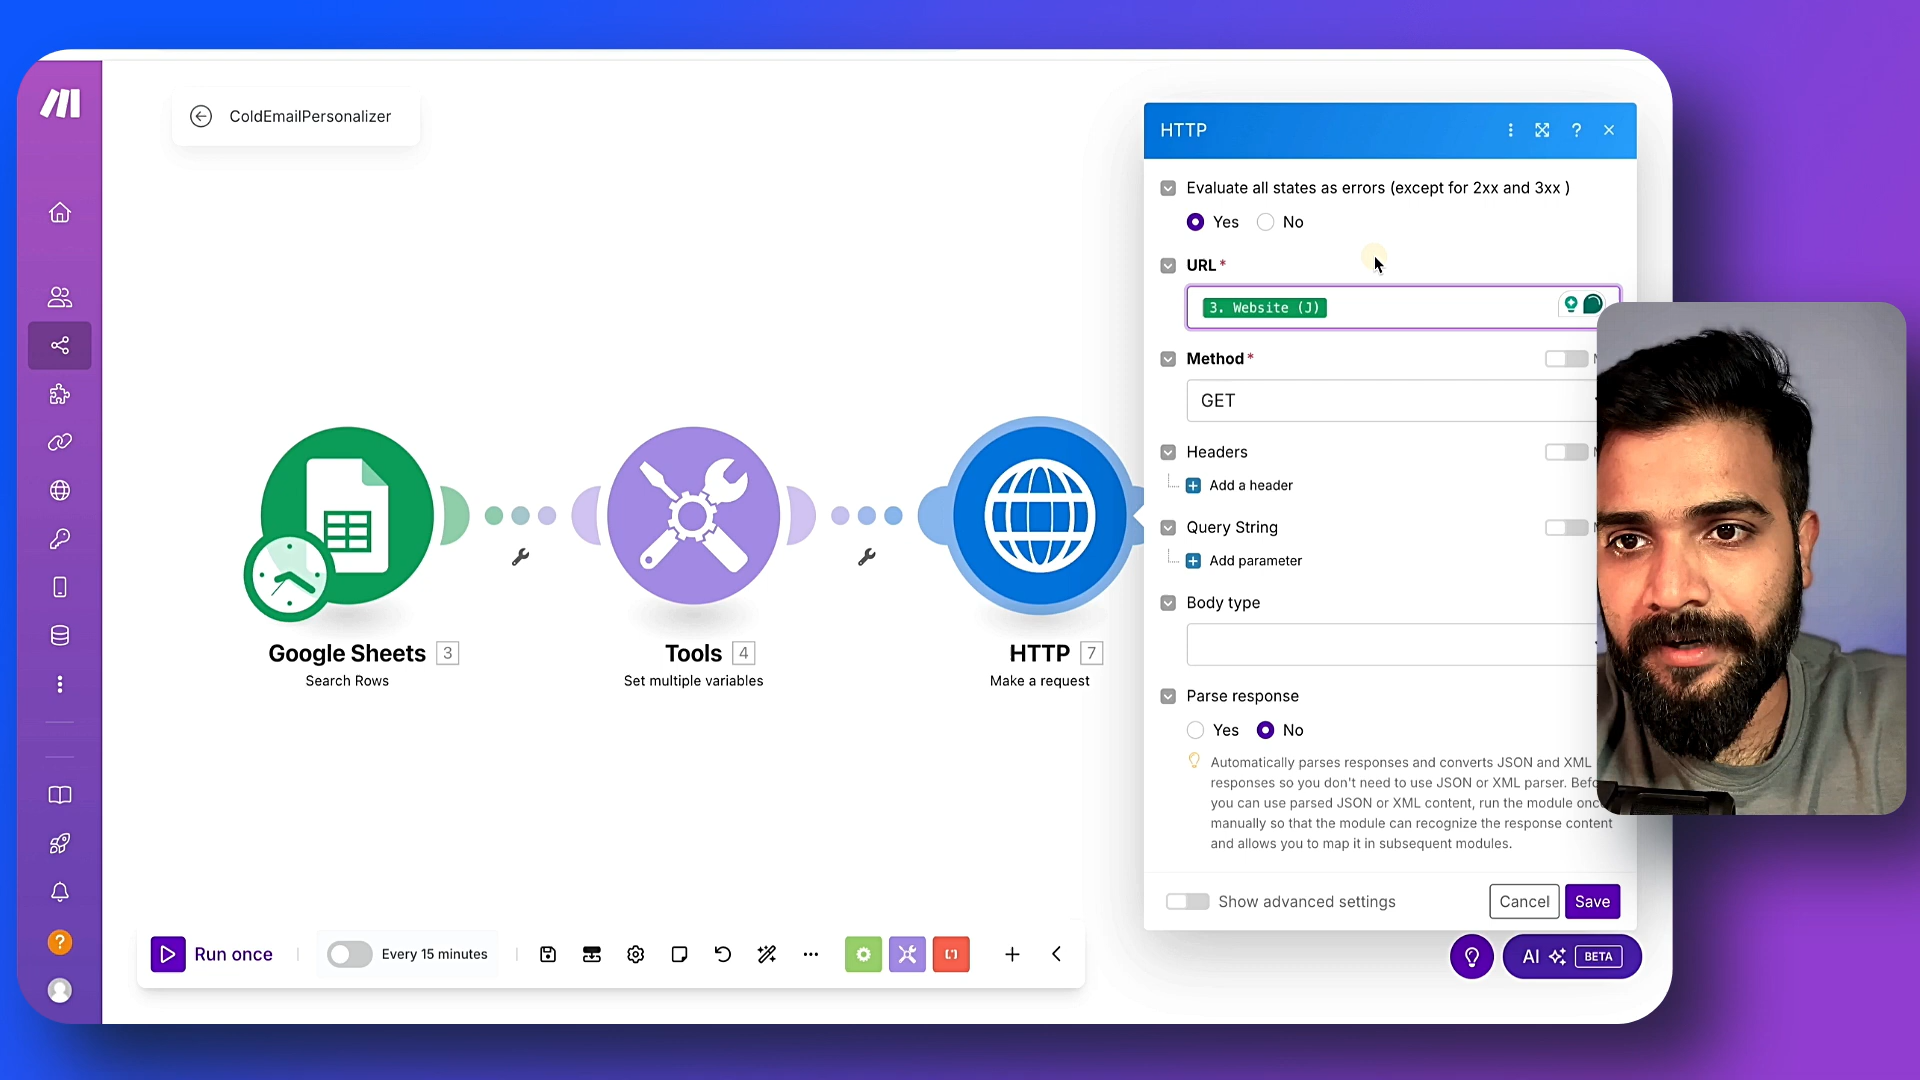 ColdEmailPersonalizer
HTTP
?
Evaluate all states as errors (except for 2xx and 3xx )
Yes
No
URL *
3. Website (J)
Method *
GET
Headers
Add a header
Query String
Add parameter
Body type
Parse response
Yes
No
Automatically parses responses and converts JSON and XML
responses so you don't need to use JSON or XML parser.
you can use parsed JSON or XML content, run the module
manually so that the module can recognize the response content
and allows you to map it in subsequent modules.
Show advanced settings
Cancel
Save
Google Sheets 3
Search Rows
Tools 4
Set multiple variables
HTTP 7
Make a request
?
Run once
Every 15 minutes
AI BETA